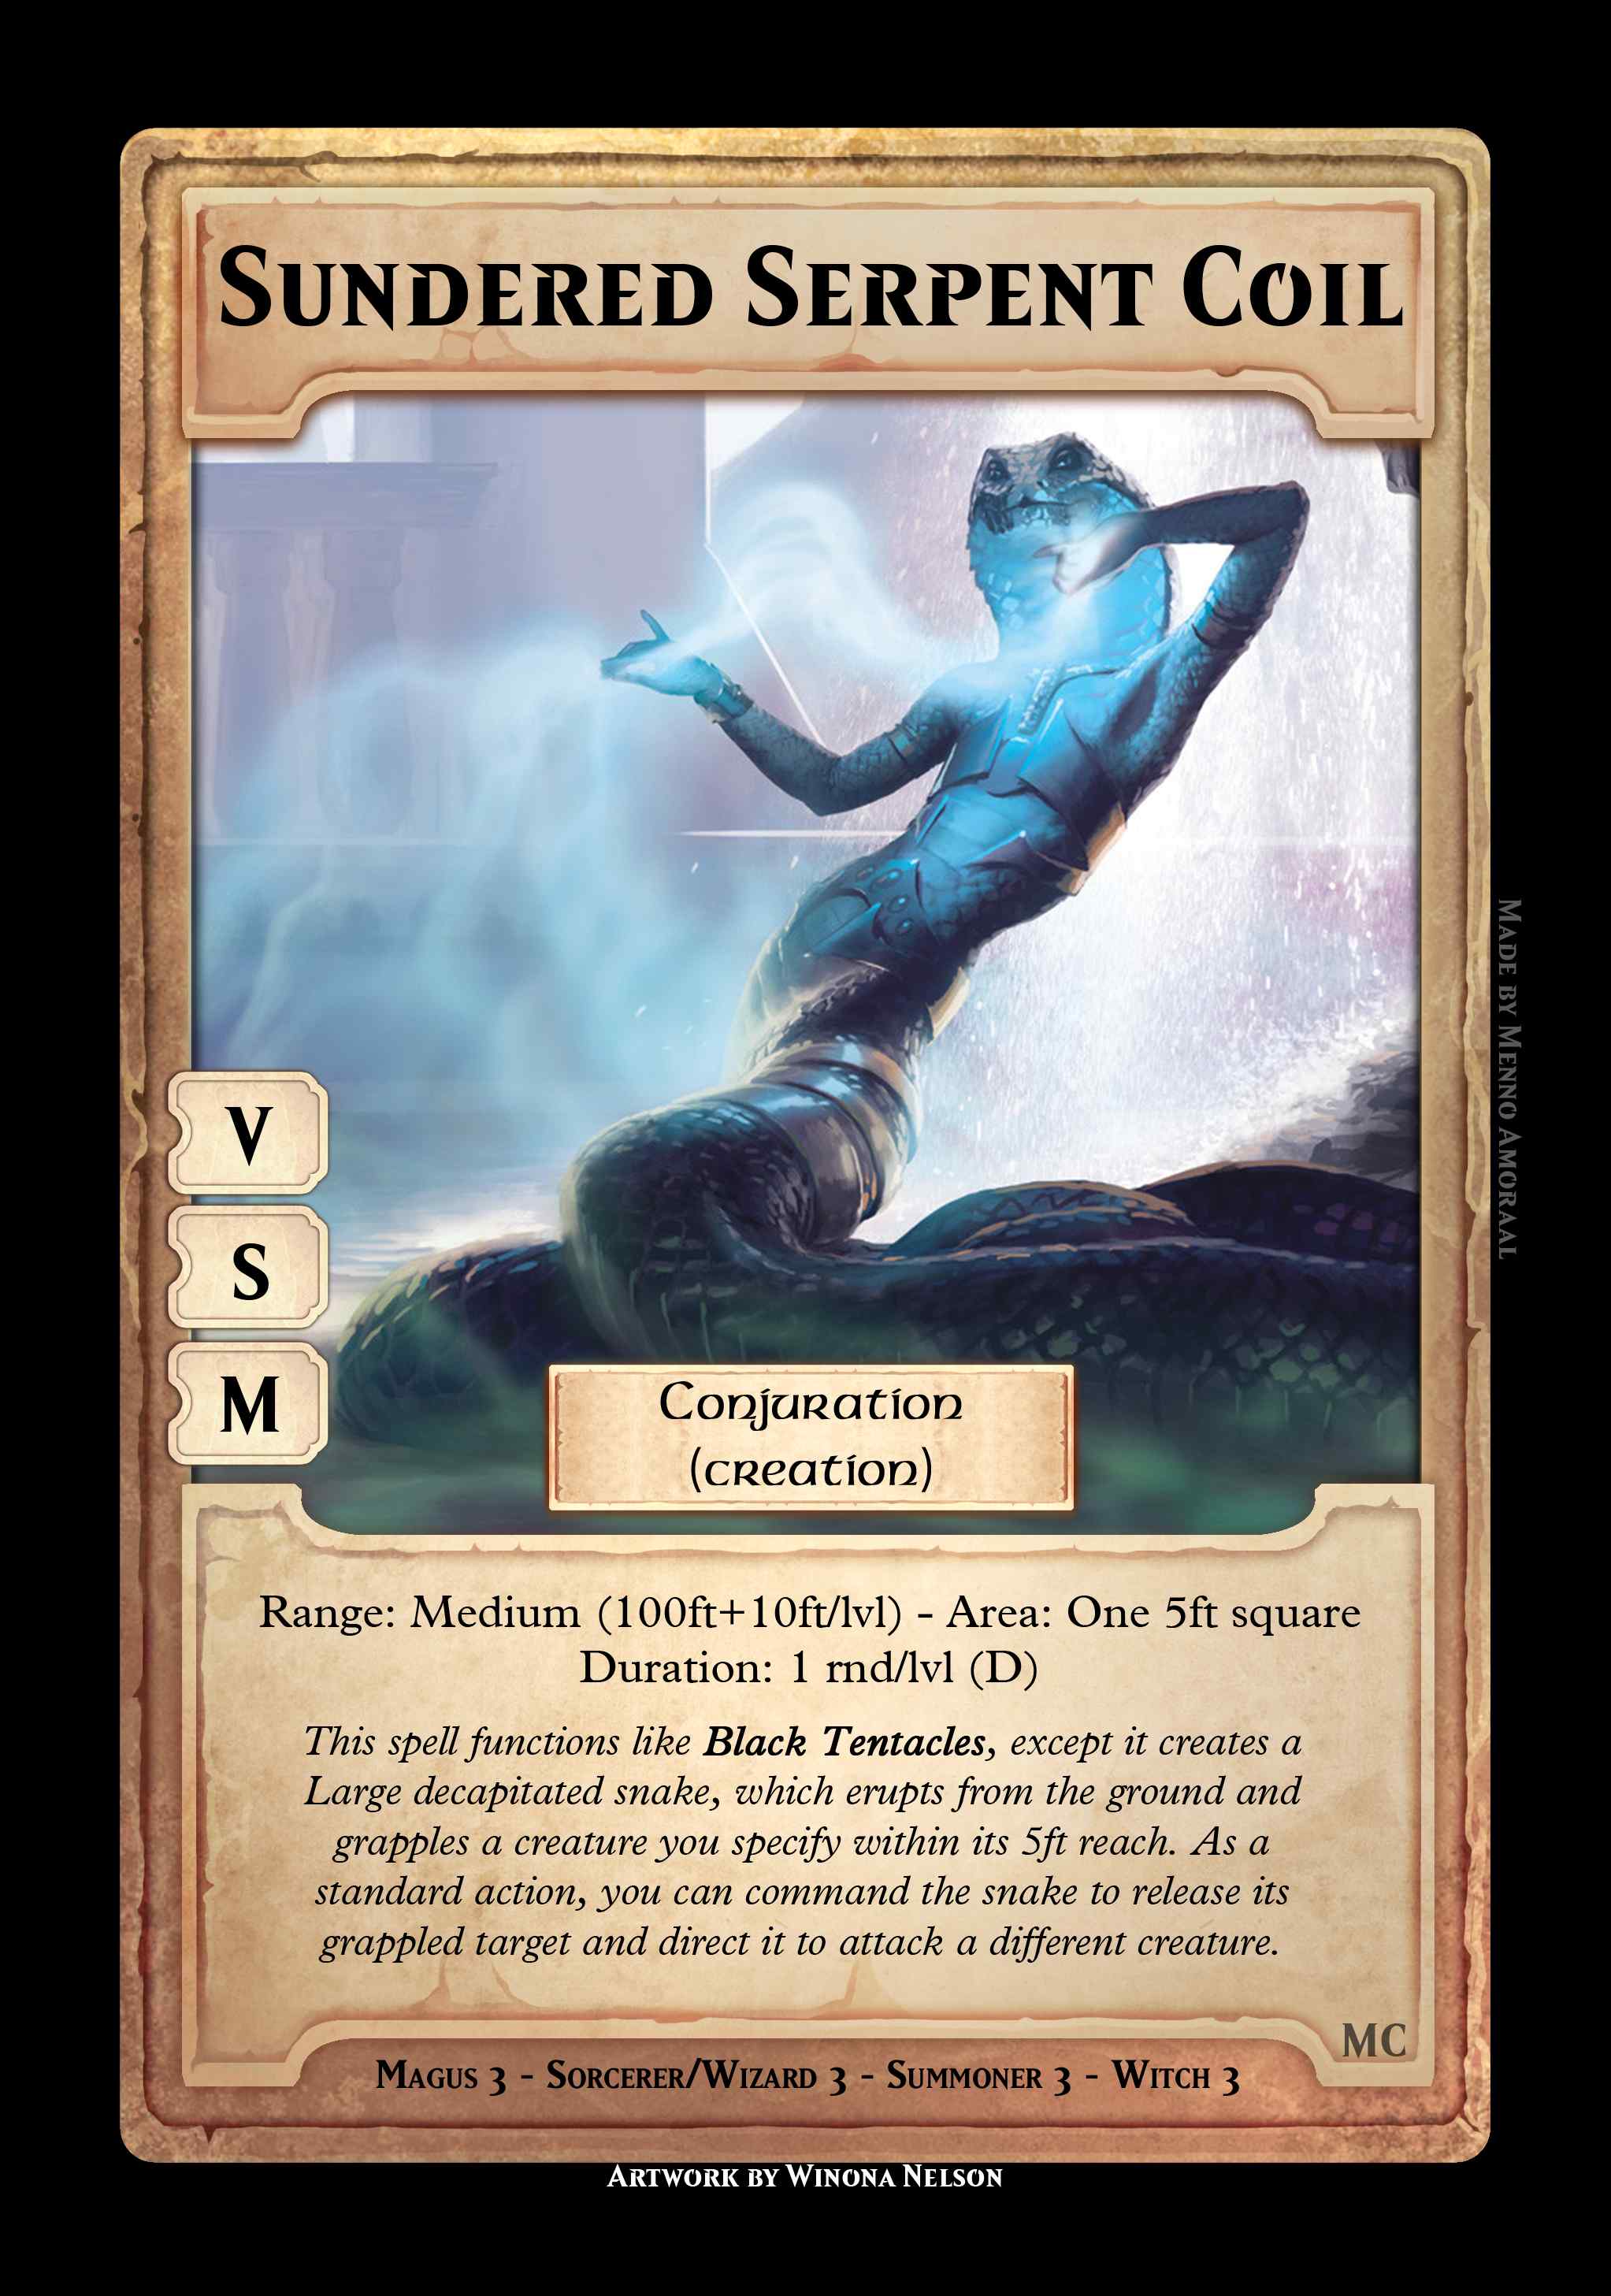 Sundered Serpent Coil
V
S
M
Conjuration
(creation)
Range: Medium (100ft+10ft/lvl) - Area: One 5ft square
Duration: 1 rnd/lvl (D)
This spell functions like Black Tentacles, except it creates a
Large decapitated snake, which erupts from the ground and
grapples a creature you specify within its 5ft reach. As a
standard action, you can command the snake to release its
grappled target and direct it to attack a different creature.
MC
Magus 3 - Sorcerer/Wizard 3 - Summoner 3 - Witch 3
Artwork by Winona Nelson
Made by Menno Amoraal